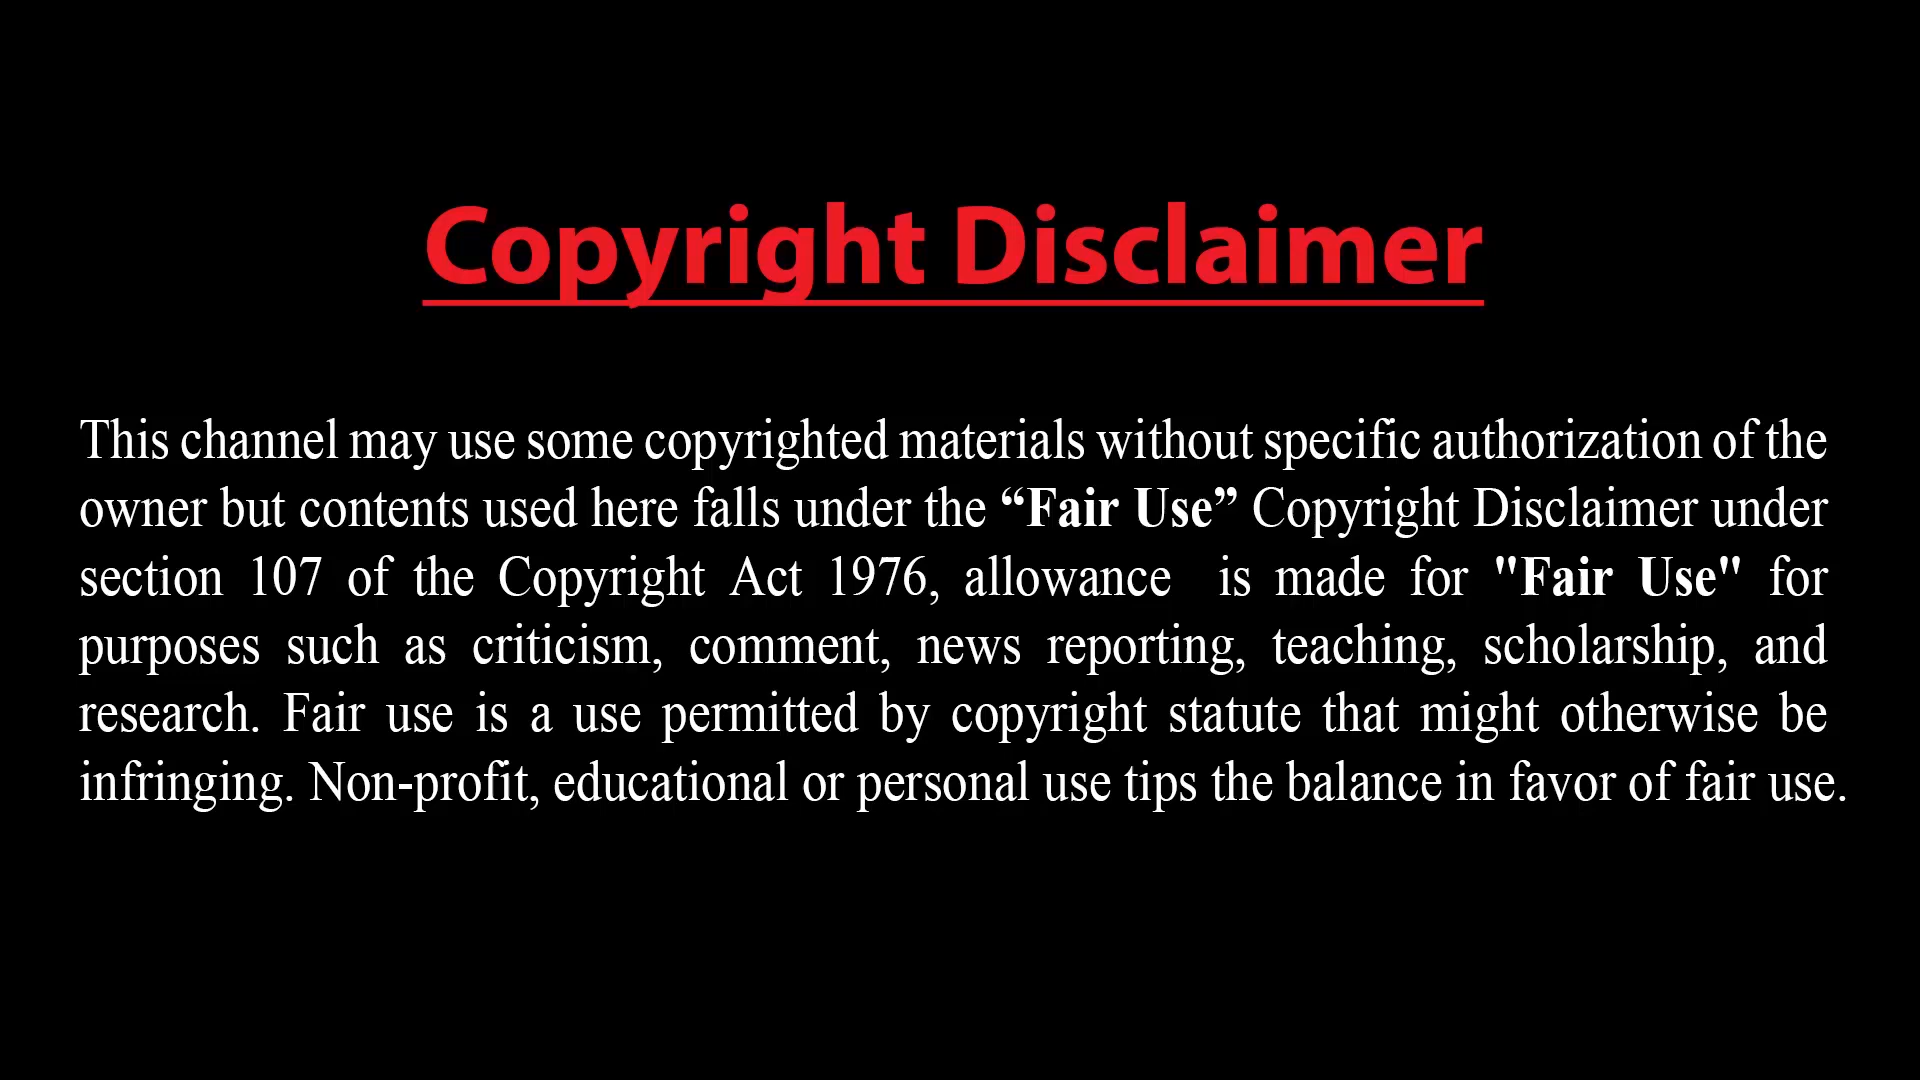 Copyright Disclaimer
This channel may use some copyrighted materials without specific authorization of the
owner but contents used here falls under the “Fair Use” Copyright Disclaimer under
section 107 of the Copyright Act 1976, allowance  is made for "Fair Use" for
purposes such as criticism, comment, news reporting, teaching, scholarship, and
research. Fair use is a use permitted by copyright statute that might otherwise be
infringing. Non-profit, educational or personal use tips the balance in favor of fair use.